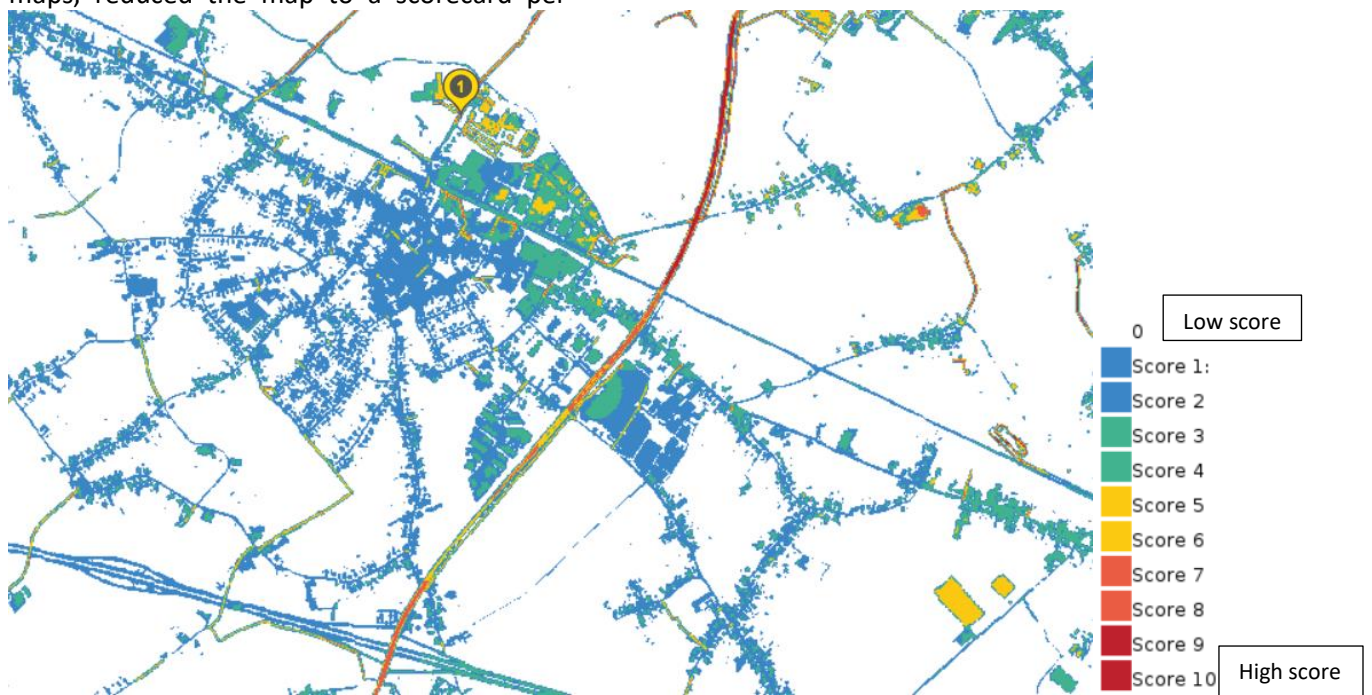 maps, reduced the map to a scorecard per
1
0
Low score
Score 1:
Score 2
Score 3
Score 4
Score 5
Score 6
Score 7
Score 8
Score 9
Score 10
High score